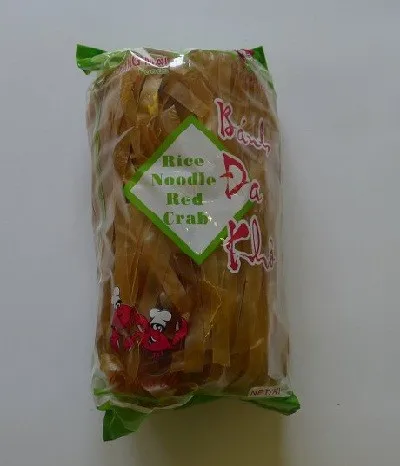 Rice
Noodle
Red
Crab
Bánh
Đa
Khô